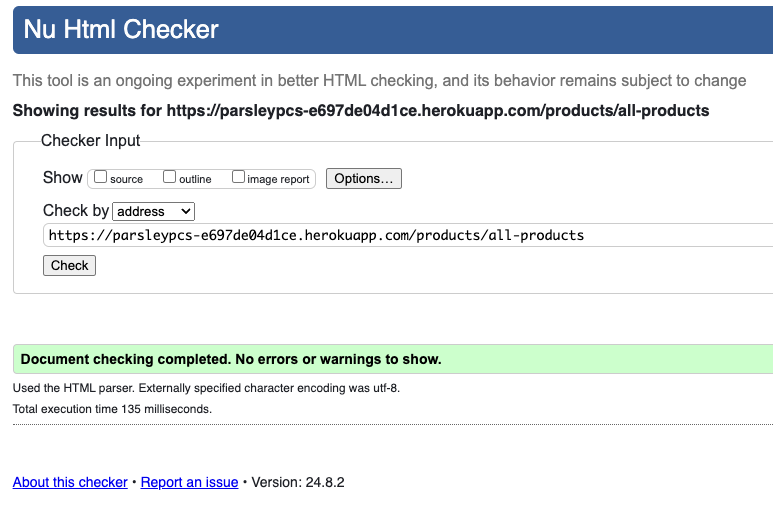 Nu Html Checker
This tool is an ongoing experiment in better HTML checking, and its behavior remains subject to change
Showing results for https://parsleypcs-e697de04d1ce.herokuapp.com/products/all-products
Checker Input
Show source outline image report Options...
Check by address
https://parsleypcs-e697de04d1ce.herokuapp.com/products/all-products
Check
Document checking completed. No errors or warnings to show.
Used the HTML parser. Externally specified character encoding was utf-8.
Total execution time 135 milliseconds.
About this checker • Report an issue • Version: 24.8.2